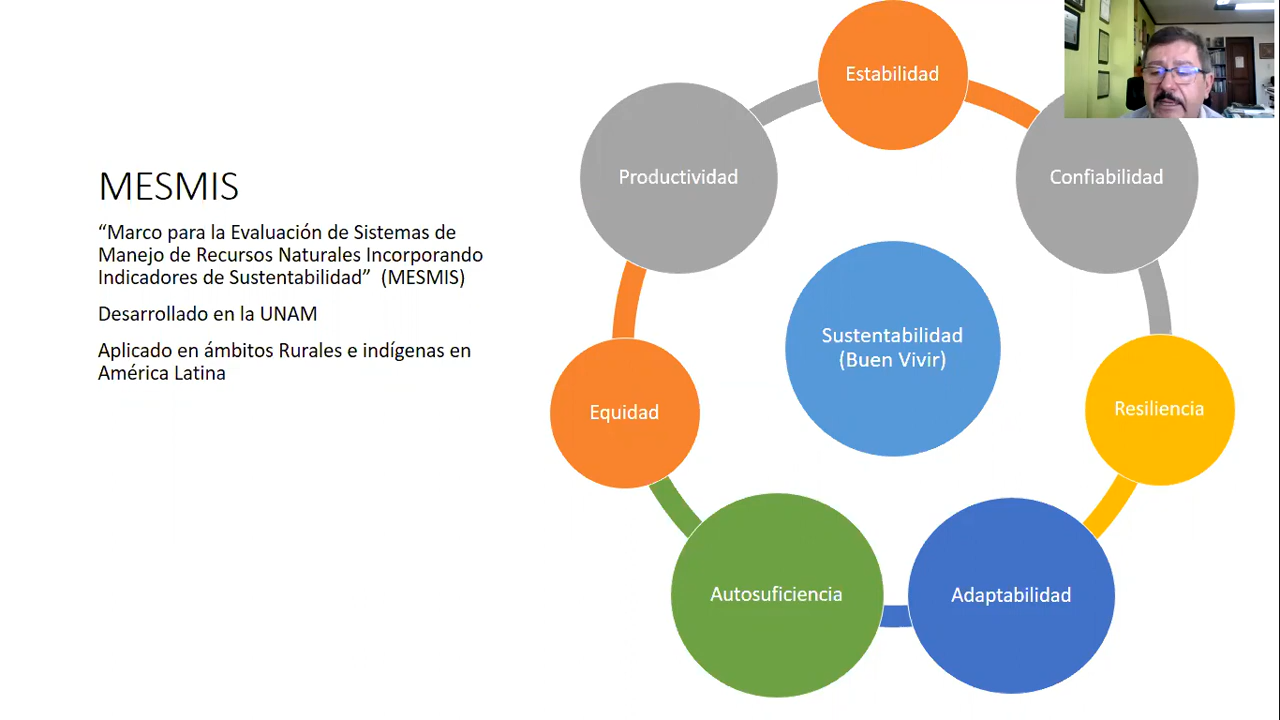 MESMIS
“Marco para la Evaluación de Sistemas de
Manejo de Recursos Naturales Incorporando
Indicadores de Sustentabilidad” (MESMIS)
Desarrollado en la UNAM
Aplicado en ámbitos Rurales e indígenas en
América Latina
Estabilidad
Confiabilidad
Resiliencia
Adaptabilidad
Autosuficiencia
Equidad
Productividad
Sustentabilidad
(Buen Vivir)